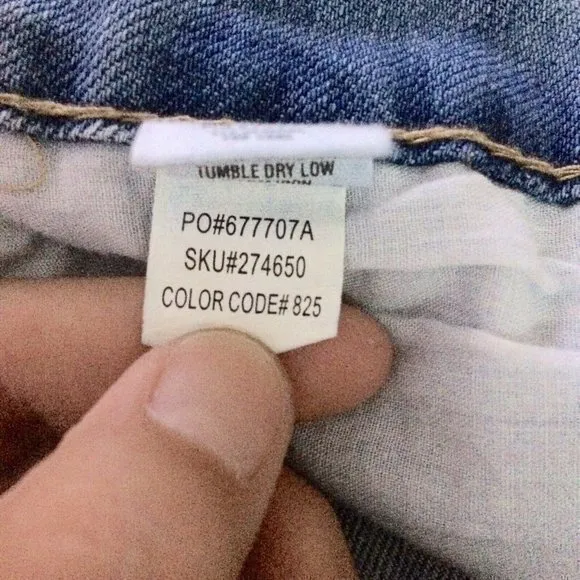 TUMBLE DRY LOW
PO#677707A
SKU#274650
COLOR CODE# 825